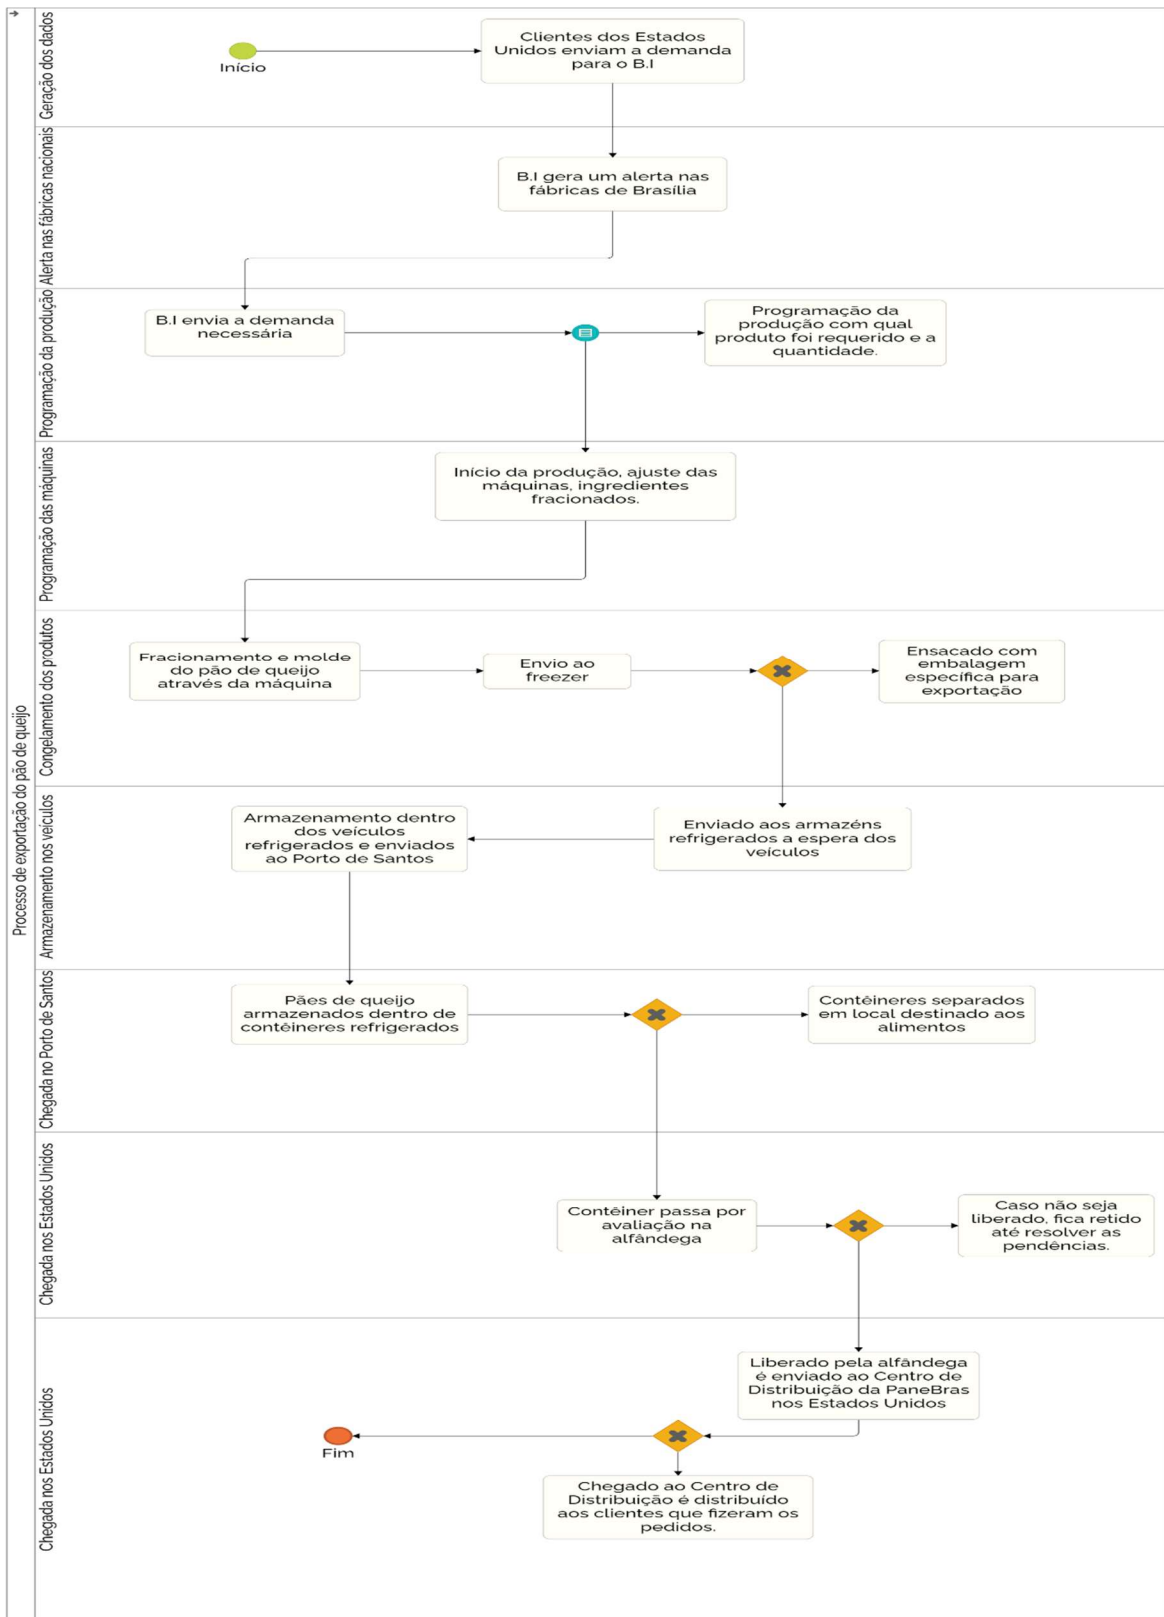 Processo de exportação do pão de queijo
Geração dos dados
Início
Clientes dos Estados
Unidos enviam a demanda
para o B.I
Alerta nas fábricas nacionais
B.I gera um alerta nas
fábricas de Brasília
Programação da produção
B.I envia a demanda
necessária
Programação da
produção com qual
produto foi requerido e a
quantidade.
Programação das máquinas
Início da produção, ajuste das
máquinas, ingredientes
fracionados.
Congelamento dos produtos
Fracionamento e molde
do pão de queijo
através da máquina
Envio ao
freezer
Ensacado com
embalagem
específica para
exportação
Armazenamento nos veículos
Armazenamento dentro
dos veículos
refrigerados e enviados
ao Porto de Santos
Enviado aos armazéns
refrigerados a espera dos
veículos
Chegada no Porto de Santos
Pães de queijo
armazenados dentro de
contêineres refrigerados
Contêineres separados
em local destinado aos
alimentos
Chegada nos Estados Unidos
Contêiner passa por
avaliação na
alfândega
Caso não seja
liberado, fica retido
até resolver as
pendências.
Chegada nos Estados Unidos
Liberado pela alfândega
é enviado ao Centro de
Distribuição da PaneBras
nos Estados Unidos
Fim
Chegado ao Centro de
Distribuição é distribuído
aos clientes que fizeram os
pedidos.